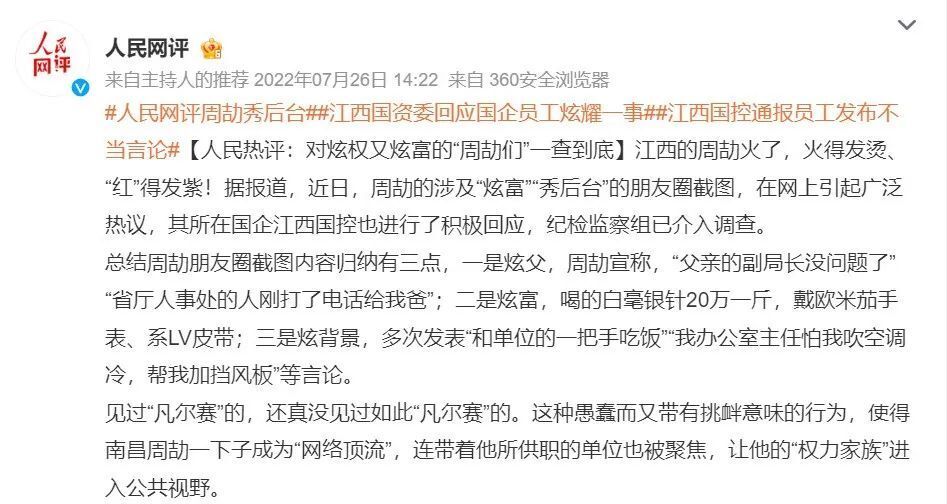 人民
网评
人民网评
来自主持人的推荐 2022年07月26日 14:22 来自 360安全浏览器
#人民网评周劼秀后台##江西国资委回应国企员工炫耀一事##江西国控通报员工发布不
当言论#【人民热评：对炫权又炫富的“周劼们”一查到底】江西的周劼火了，火得发烫、
“红”得发紫！据报道，近日，周劼的涉及“炫富”“秀后台”的朋友圈截图，在网上引起广泛
热议，其所在国企江西国控也进行了积极回应，纪检监察组已介入调查。
总结周劼朋友圈截图内容归纳有三点，一是炫父，周劼宣称，“父亲的副局长没问题了”
“省厅人事处的人刚打了电话给我爸”；二是炫富，喝的白毫银针20万一斤，戴欧米茄手
表、系LV皮带；三是炫背景，多次发表“和单位的一把手吃饭”“我办公室主任怕我吹空调
冷，帮我加挡风板”等言论。
见过“凡尔赛”的，还真没见过如此“凡尔赛”的。这种愚蠢而又带有挑衅意味的行为，使得
南昌周劼一下子成为“网络顶流”，连带着他所供职的单位也被聚焦，让他的“权力家族”进
入公共视野。